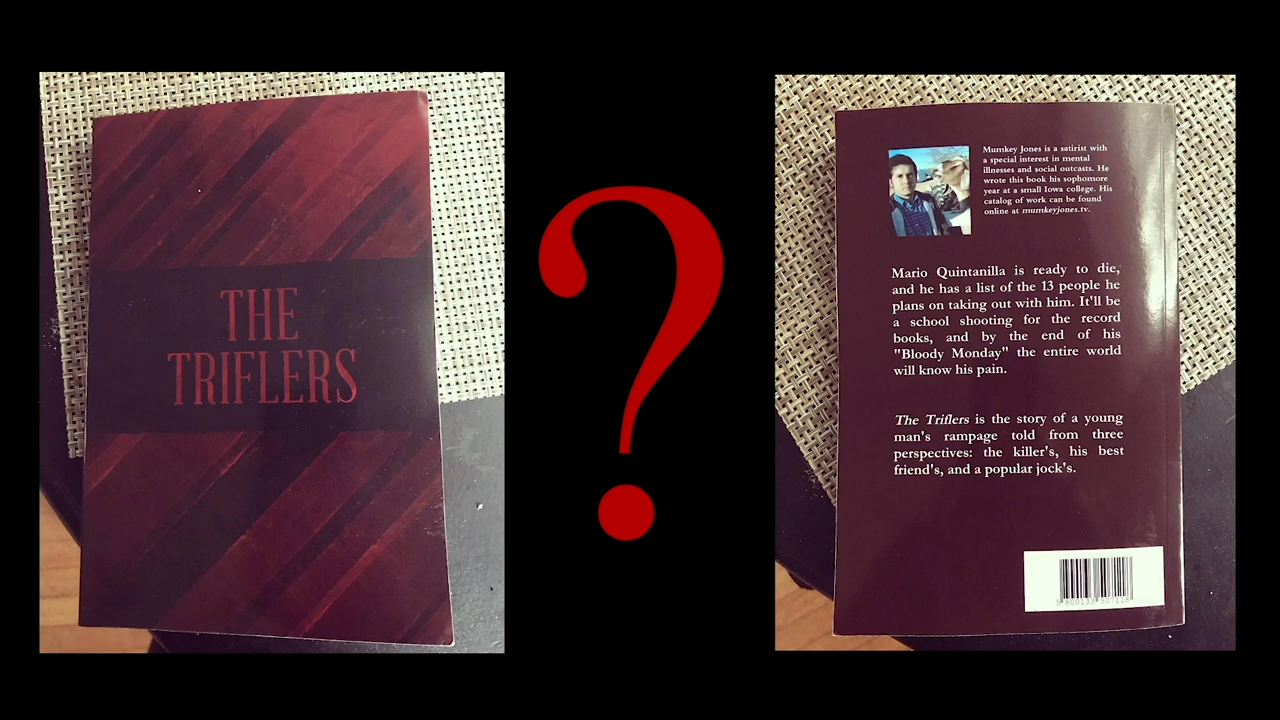 THE
TRIFLERS
?
Mumkey Jones is a satirist with
a special interest in mental
illnesses and social outcasts. He
wrote this book his sophomore
year at a small Iowa college. His
catalog of work can be found
online at mumkeyjones.tv.
Mario Quintanilla is ready to die,
and he has a list of the 13 people he
plans on taking out with him. It'll be
a school shooting for the record
books, and by the end of his
"Bloody Monday" the entire world
will know his pain.
The Triflers is the story of a young
man's rampage told from three
perspectives: the killer's, his best
friend's, and a popular jock's.